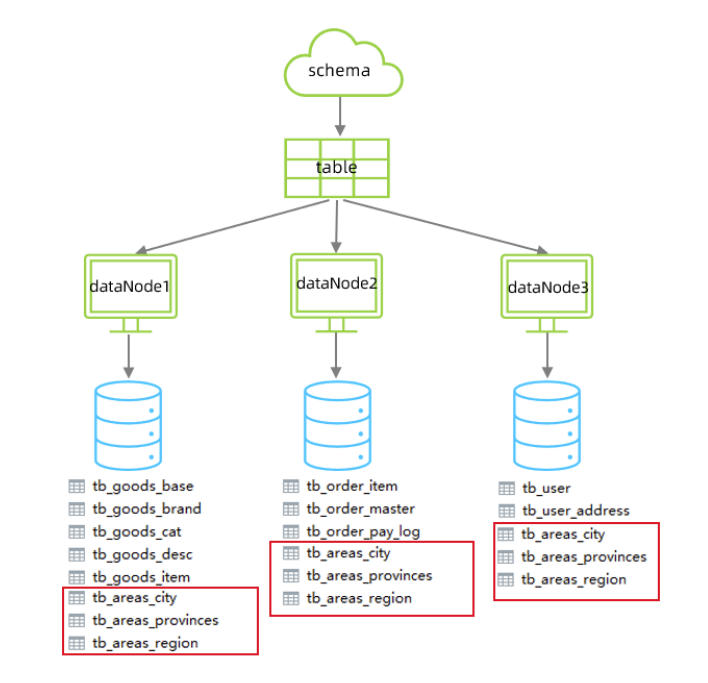 schema
table
dataNode1
dataNode2
dataNode3
tb_goods_base
tb_goods_brand
tb_goods_cat
tb_goods_desc
tb_goods_item
tb_areas_city
tb_areas_provinces
tb_areas_region
tb_order_item
tb_order_master
tb_order_pay_log
tb_areas_city
tb_areas_provinces
tb_areas_region
tb_user
tb_user_address
tb_areas_city
tb_areas_provinces
tb_areas_region